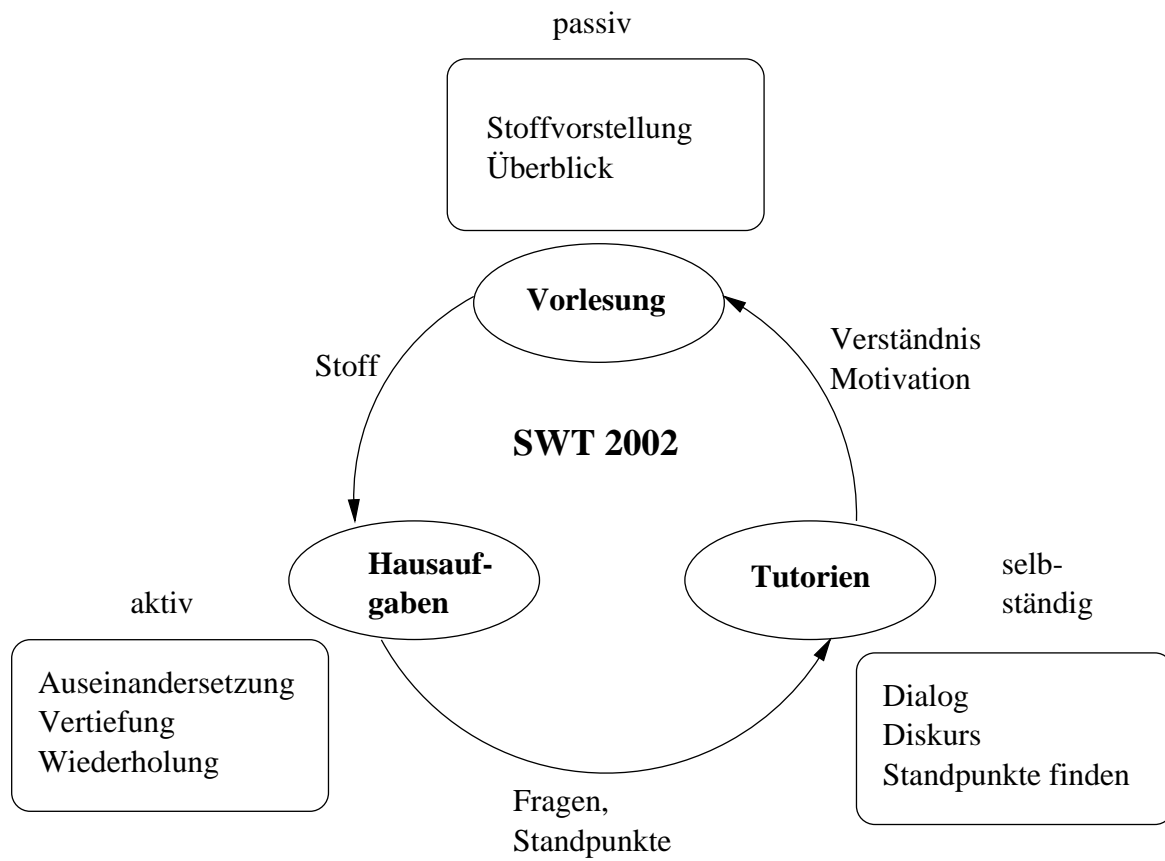 passiv
Stoffvorstellung
Überblick
Vorlesung
Stoff
Verständnis
Motivation
SWT 2002
Hausauf-
gaben
Tutorien
aktiv
selb-
ständig
Auseinandersetzung
Vertiefung
Wiederholung
Dialog
Diskurs
Standpunkte finden
Fragen,
Standpunkte